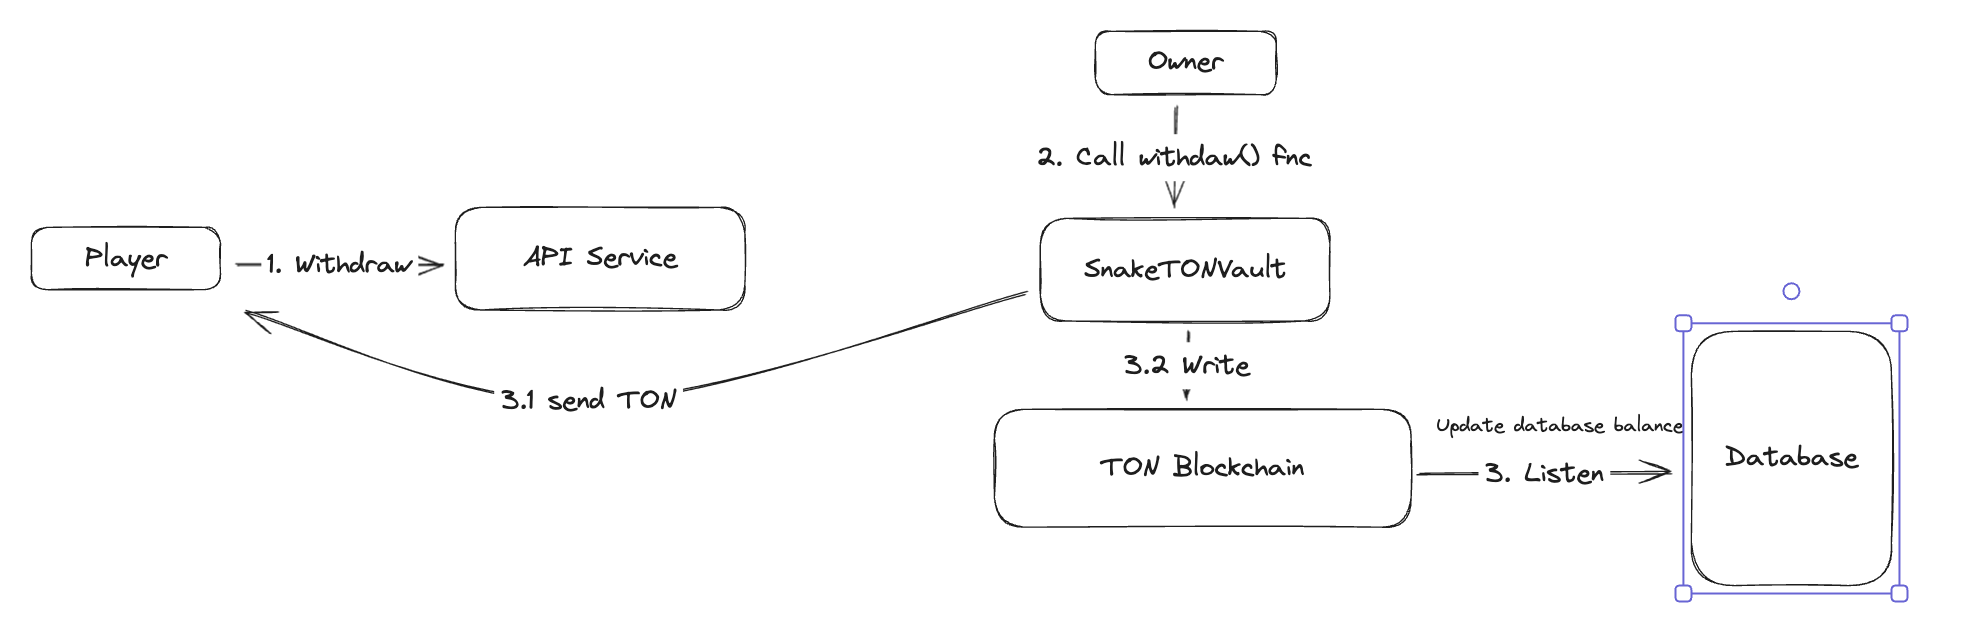 Owner
2. Call withdaw() fnc
Player
1. Withdraw
API Service
SnakeTONVault
3.1 send TON
3.2 Write
TON Blockchain
Update database balance
3. Listen
Database